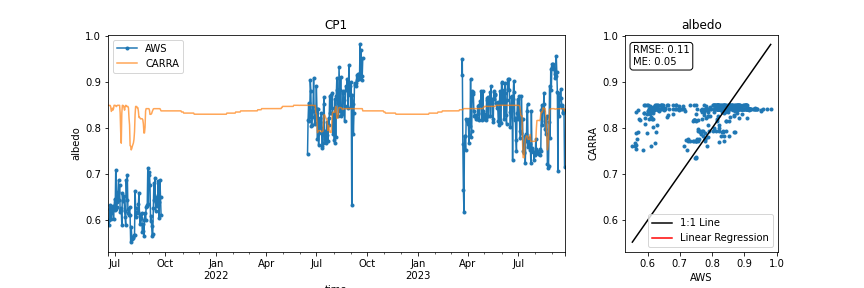 CP1
albedo
1.0
0.9
0.8
0.7
0.6
albedo
AWS
CARRA
Jul
Oct
Jan
2022
Apr
Jul
Oct
Jan
2023
Apr
Jul
time
RMSE: 0.11
ME: 0.05
1.0
0.9
0.8
0.7
0.6
CARRA
1:1 Line
Linear Regression
0.6
0.7
0.8
0.9
1.0
AWS